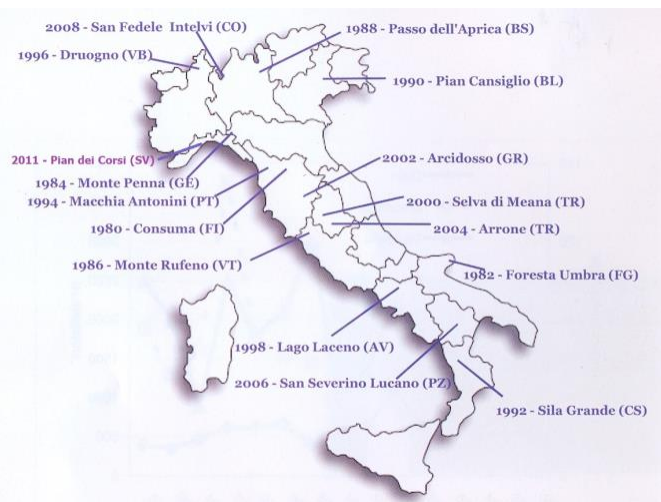 2008 - San Fedele Intelvi (CO)
1988 - Passo dell'Aprica (BS)
1996 - Druogno (VB)
1990 - Pian Cansiglio (BL)
2011 - Pian dei Corsi (SV)
2002 - Arcidosso (GR)
1984 - Monte Penna (GE)
1994 - Macchia Antonini (PT)
2000 - Selva di Meana (TR)
1980 - Consuma (FI)
2004 - Arrone (TR)
1986 - Monte Rufeno (VT)
1982 - Foresta Umbra (FG)
1998 - Lago Laceno (AV)
2006 - San Severino Lucano (PZ)
1992 - Sila Grande (CS)